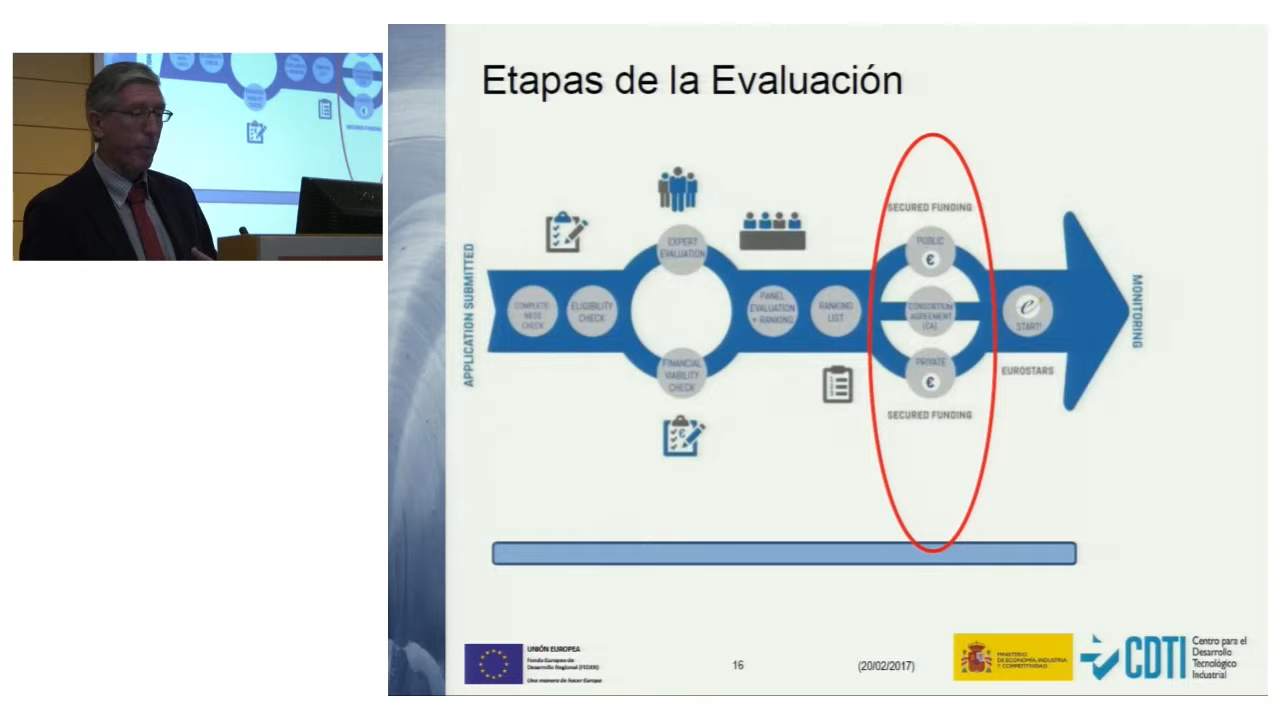 Etapas de la Evaluación
SECURED FUNDING
EXPERT
EVALUATION
PUBLIC
€
APPLICATION SUBMITTED
COMPLETE
NESS
CHECK
ELIGIBILITY
CHECK
PANEL
EVALUATION
+ RANKING
RANKING
LIST
CONSORTIUM
AGREEMENT
(CA)
e
START!
MONITORING
FINANCIAL
VIABILITY
CHECK
PRIVATE
€
EUROSTARS
SECURED FUNDING
UNIÓN EUROPEA
Fondo Europeo de
Desarrollo Regional (FEDER)
Una manera de hacer Europa
16
(20/02/2017)
MINISTERIO
DE ECONOMÍA, INDUSTRIA
Y COMPETITIVIDAD
CDTI
Centro para el
Desarrollo
Tecnológico
Industrial